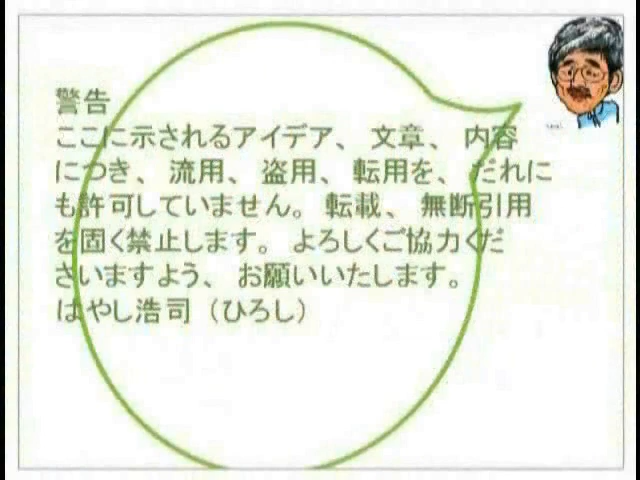 警告
ここに示されるアイデア、文章、内容
につき、流用、盗用、転用を、だれに
も許可していません。転載、無断引用
を固く禁止します。よろしくご協力くだ
さいますよう、お願いいたします。
はやし浩司（ひろし）